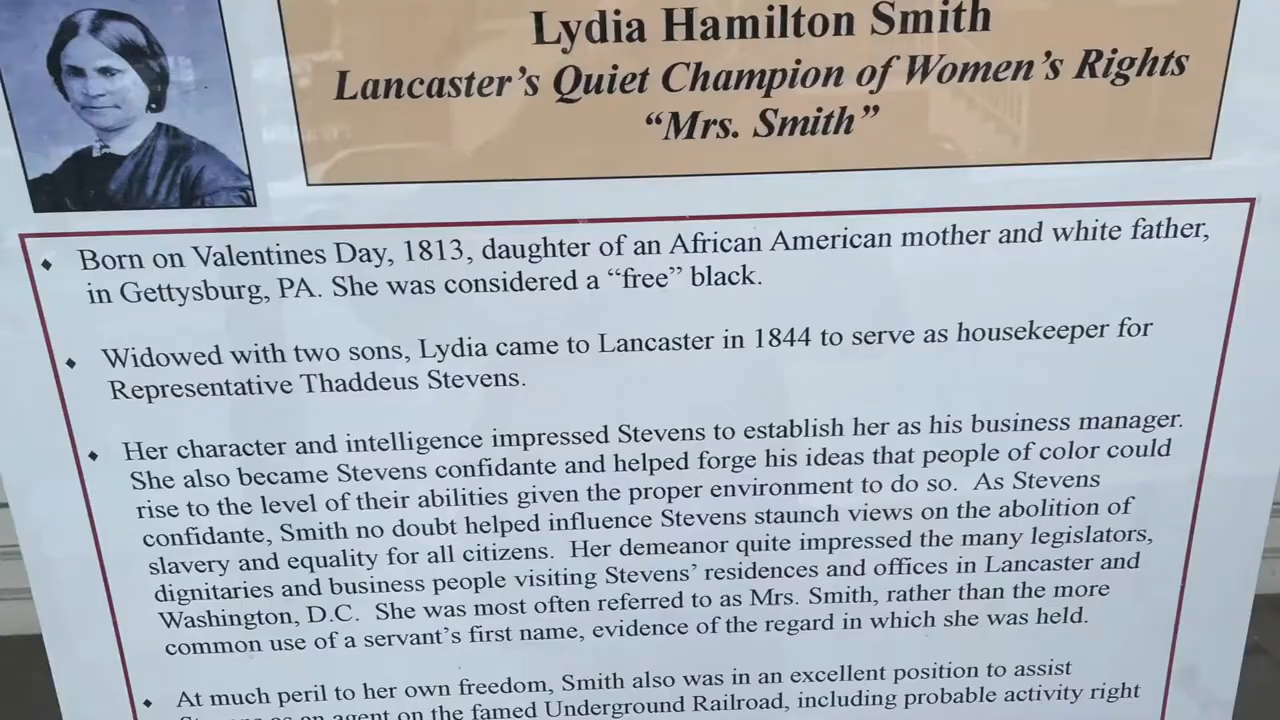 Lydia Hamilton Smith
Lancaster's Quiet Champion of Women's Rights
"Mrs. Smith"
⬥ Born on Valentines Day, 1813, daughter of an African American mother and white father,
in Gettysburg, PA. She was considered a "free" black.
⬥ Widowed with two sons, Lydia came to Lancaster in 1844 to serve as housekeeper for
Representative Thaddeus Stevens.
⬥ Her character and intelligence impressed Stevens to establish her as his business manager.
She also became Stevens confidante and helped forge his ideas that people of color could
rise to the level of their abilities given the proper environment to do so. As Stevens
confidante, Smith no doubt helped influence Stevens staunch views on the abolition of
slavery and equality for all citizens. Her demeanor quite impressed the many legislators,
dignitaries and business people visiting Stevens' residences and offices in Lancaster and
Washington, D.C. She was most often referred to as Mrs. Smith, rather than the more
common use of a servant's first name, evidence of the regard in which she was held.
⬥ At much peril to her own freedom, Smith also was in an excellent position to assist
Stevens as an agent on the famed Underground Railroad, including probable activity right